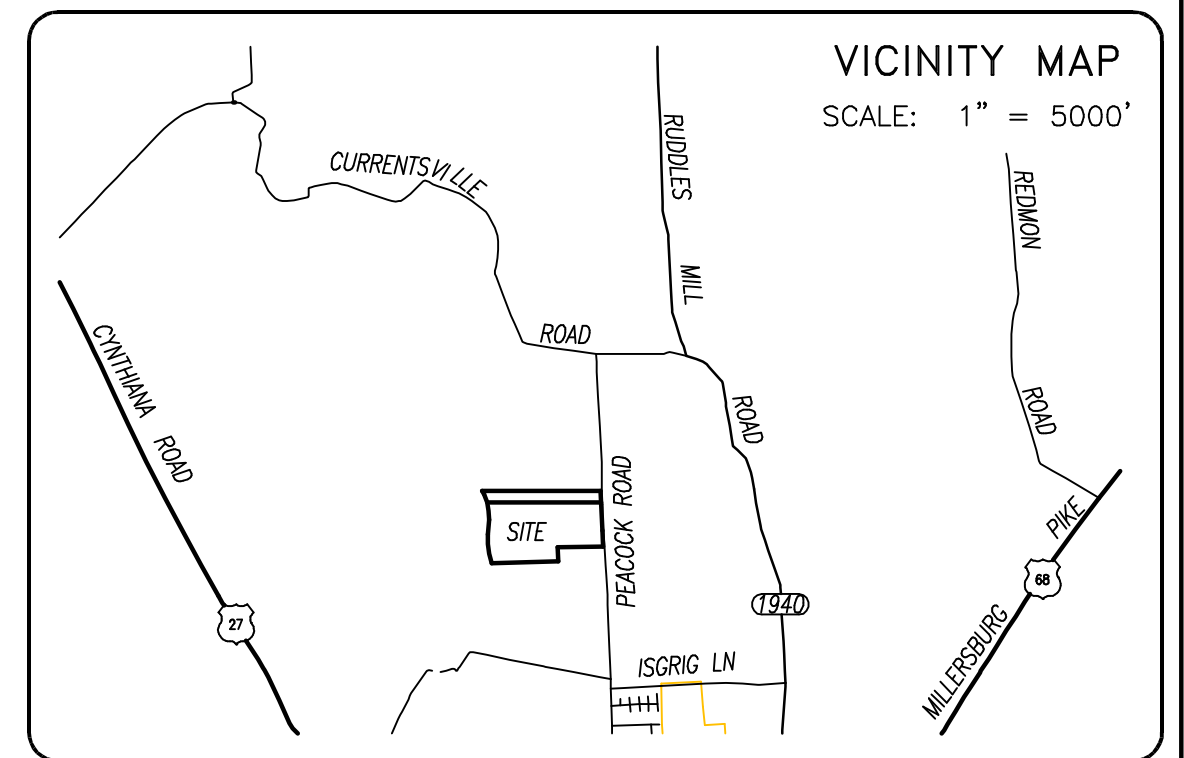 VICINITY MAP
SCALE: 1" = 5000'
RUDDLES MILL ROAD
CURRENTSVILLE ROAD
REDMON ROAD
CYNTHIANA ROAD
PEACOCK ROAD
SITE
PIKE
68
1940
27
MILLERSBURG
ISGRIG LN